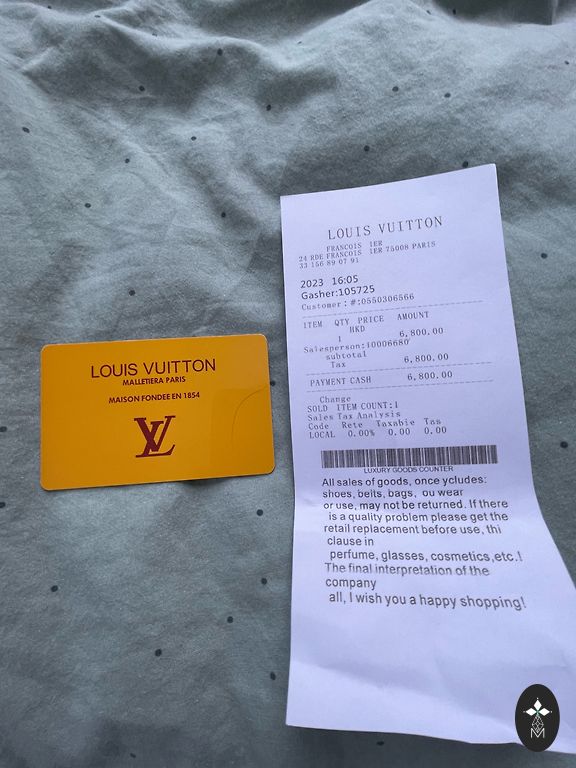 LOUIS VUITTON
MALLETIERA PARIS
MAISON FONDEE EN 1854
LV
LOUIS VUITTON
FRANCOIS 1ER
24 RDE FRANCOIS 1ER 75008 PARIS
33 156 89 07 91
2023 16:05
Gasher:105725
Customer: #:0550306566
ITEM QTY PRICE AMOUNT
HKD
1 6,800.00
Salesperson:10006680
subtotal 6,800.00
Tax
PAYMENT CASH 6,800.00
Change
SOLD ITEM COUNT:1
Sales Tax Analysis
Code Rete Taxable Tas
LOCAL 0.00% 0.00 0.00
LUXURY GOODS COUNTER
All sales of goods, once ycludes:
shoes, belts, bags, ou wear
or use, may not be returned. If there
is a quality problem please get the
retail replacement before use, thi
clause in
perfume, glasses, cosmetics,etc.!
The final interpretation of the
company
all, I wish you a happy shopping!
M